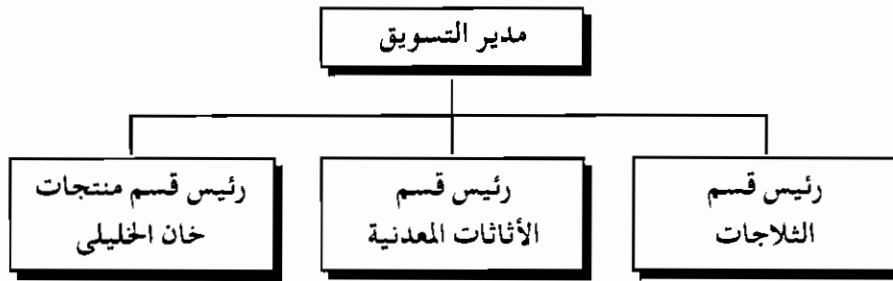 مدير التسويق
رئيس قسم
الثلاجات
رئيس قسم
الأثاثات المعدنية
رئيس قسم منتجات
خان الخليلى